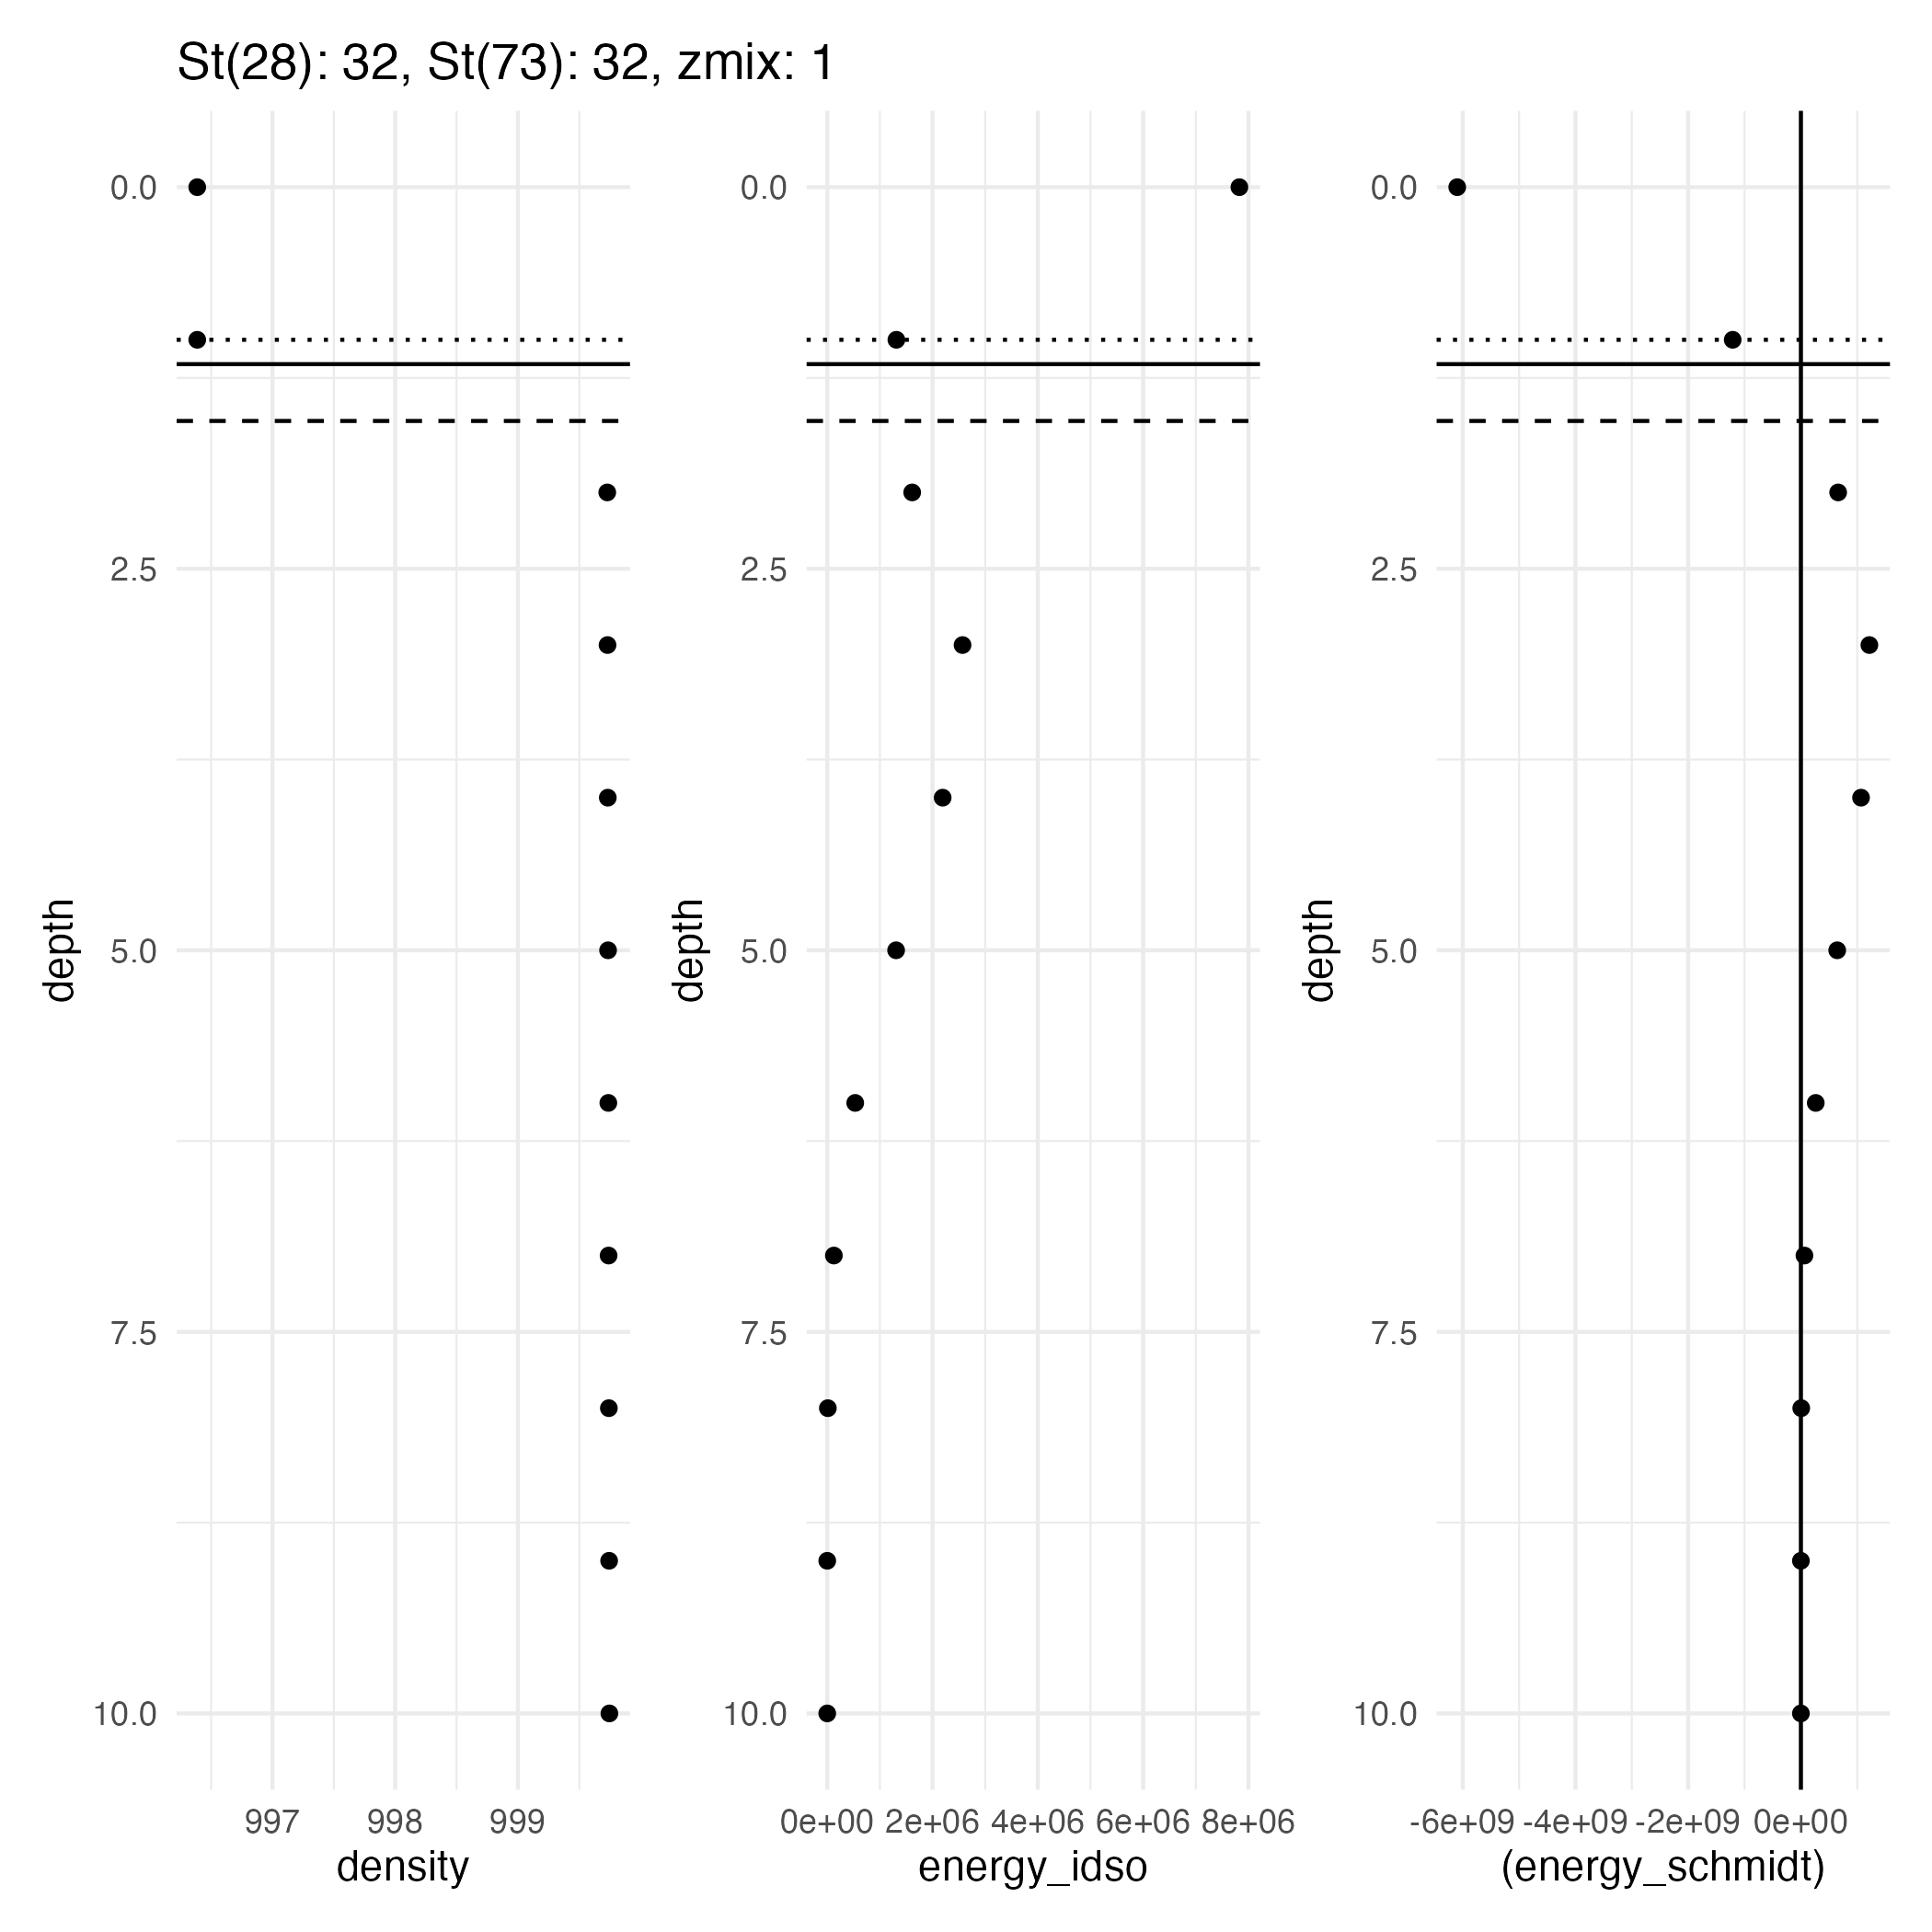 St(28): 32, St(73): 32, zmix: 1
depth
0.0
2.5
5.0
7.5
10.0
997 998 999
density
depth
0.0
2.5
5.0
7.5
10.0
0e+00 2e+06 4e+06 6e+06 8e+06
energy_idso
depth
0.0
2.5
5.0
7.5
10.0
-6e+09 -4e+09 -2e+09 0e+00
(energy_schmidt)